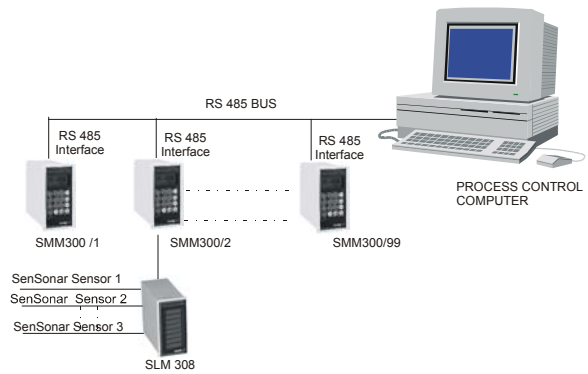 RS 485 BUS
RS 485
Interface
RS 485
Interface
RS 485
Interface
PROCESS CONTROL
COMPUTER
SMM300 /1
SMM300/2
SMM300/99
SenSonar Sensor 1
SenSonar Sensor 2
SenSonar Sensor 3
SLM 308